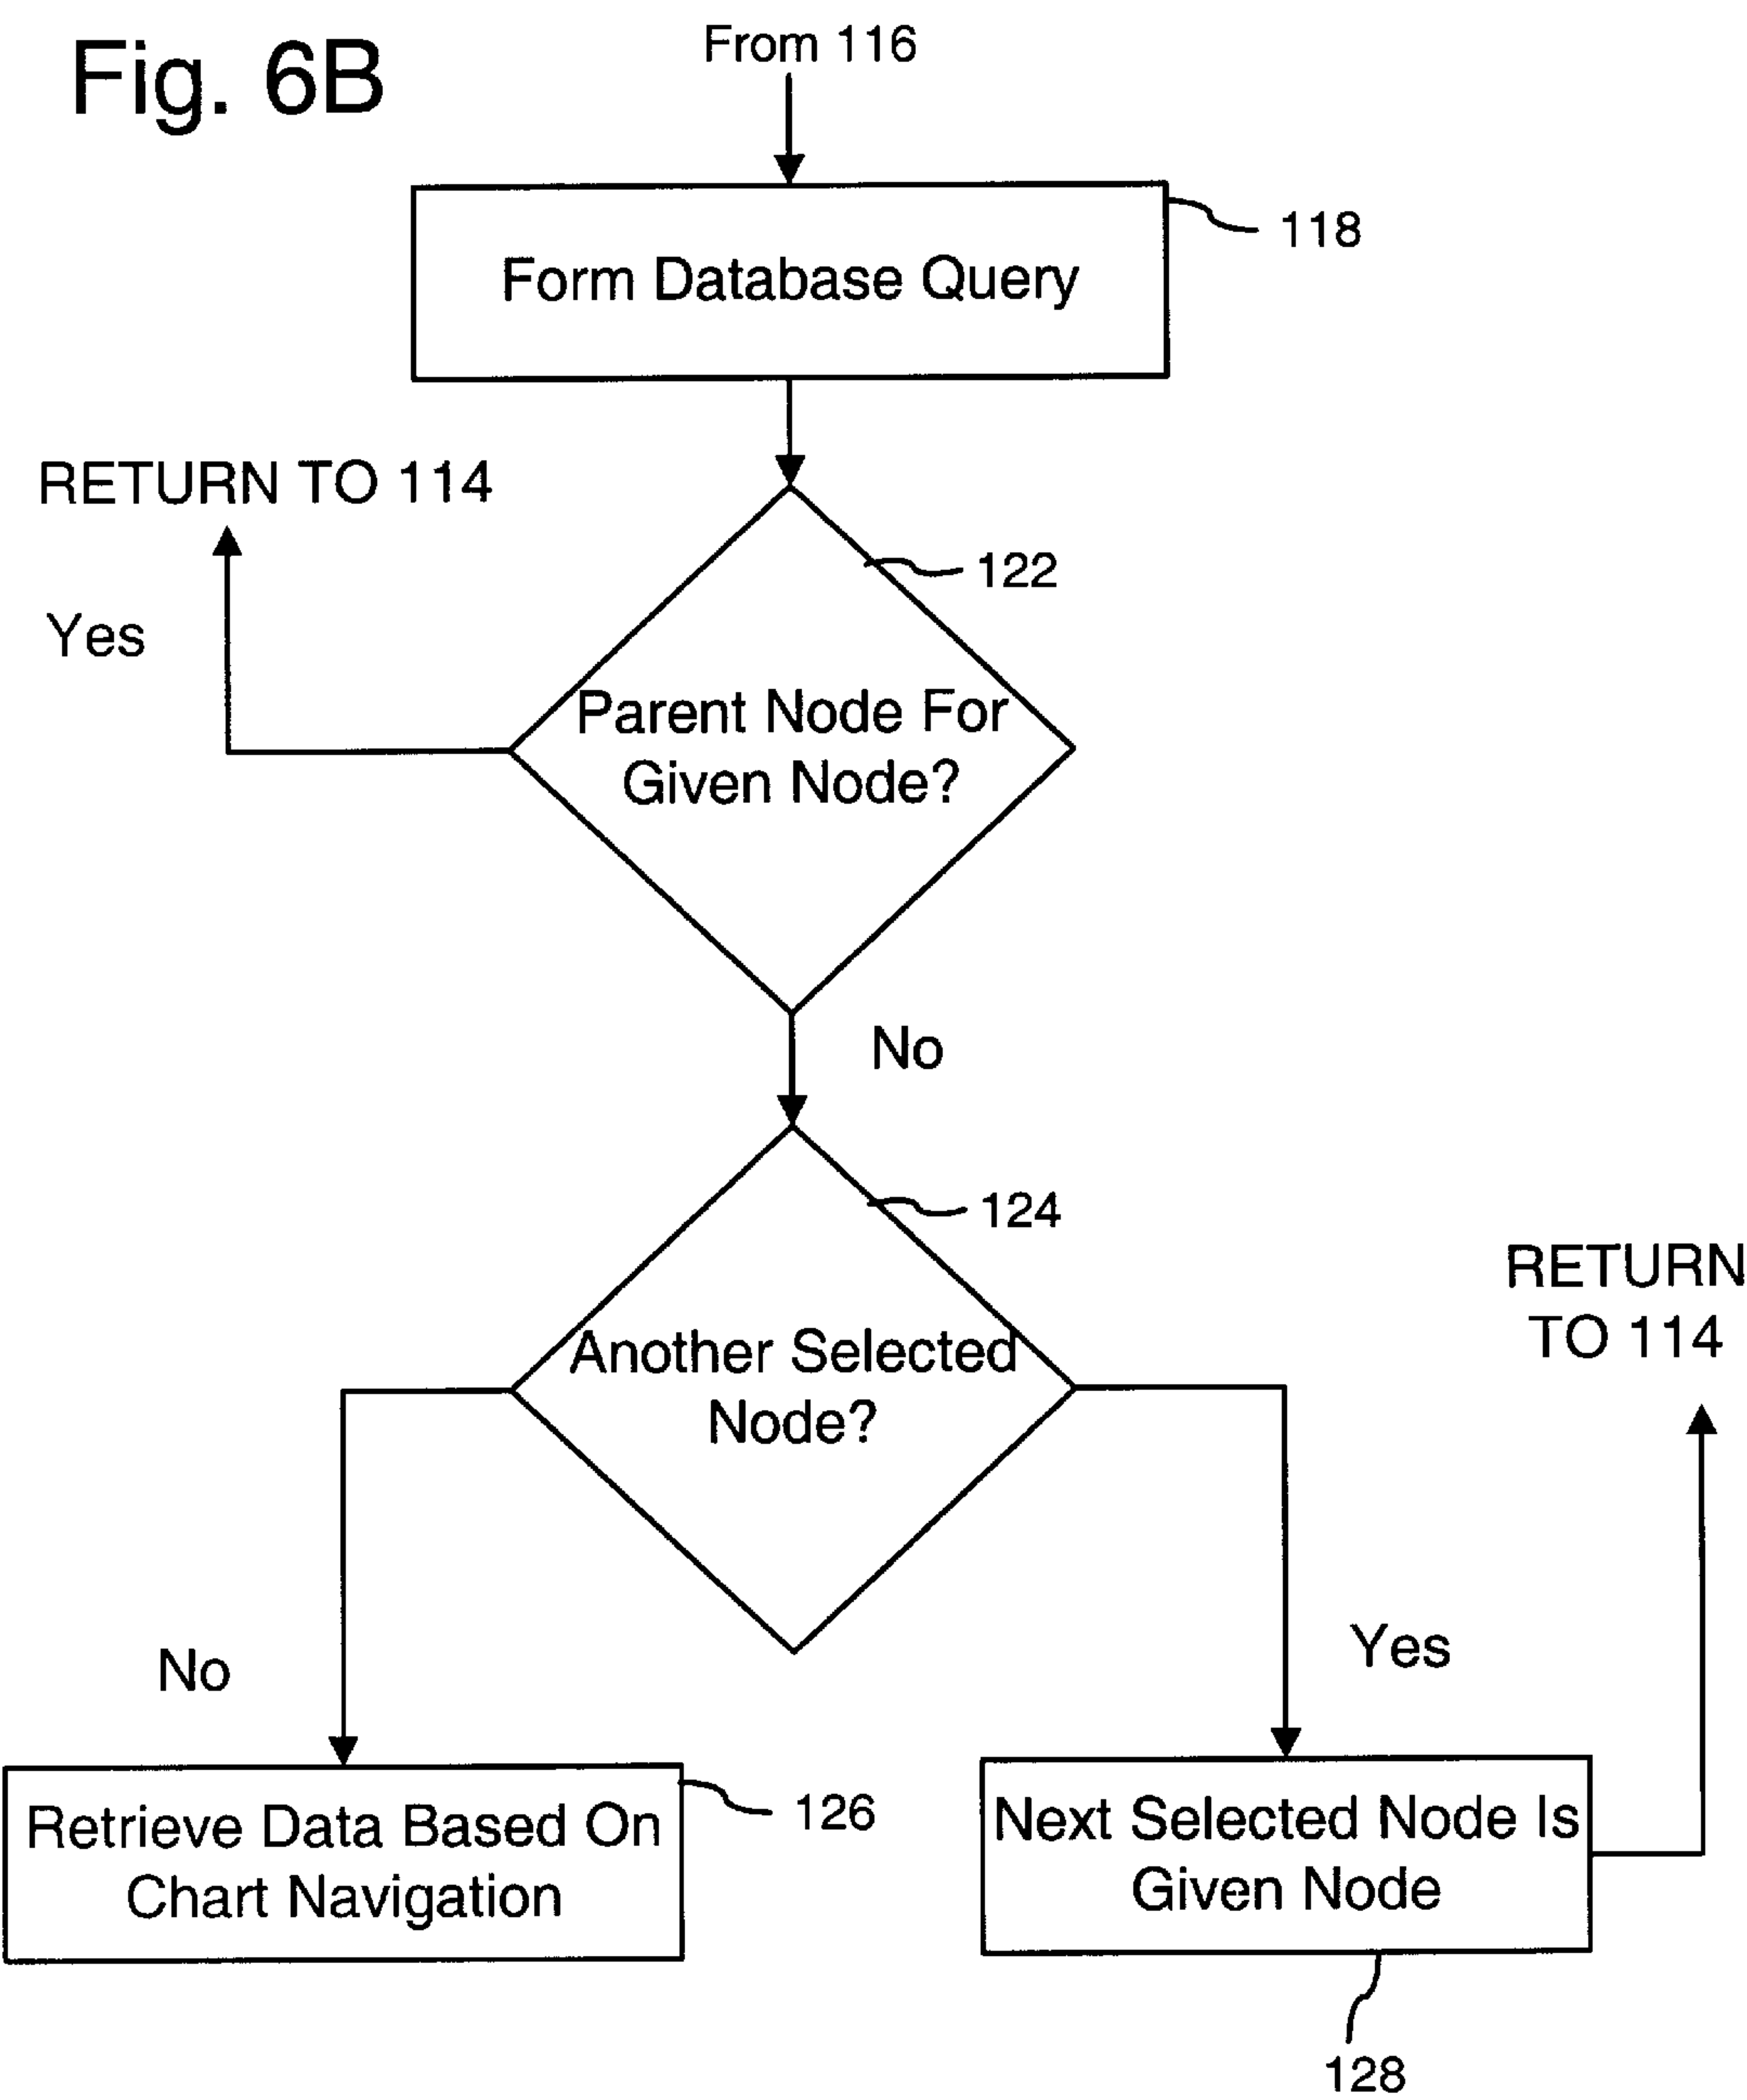 Fig. 6B
From 116
Form Database Query
118
RETURN TO 114
Yes
122
Parent Node For
Given Node?
No
124
Another Selected
Node?
RETURN
TO 114
No
Yes
Retrieve Data Based On
Chart Navigation
126
Next Selected Node Is
Given Node
128